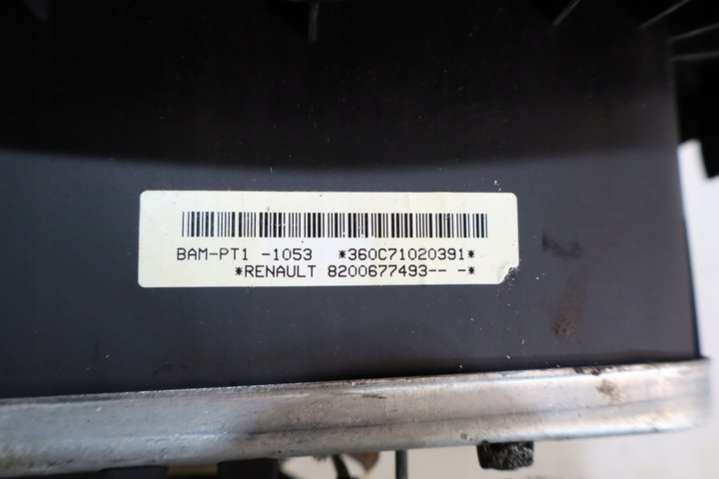 BAM-PT1 -1053 *360C71020391*
*RENAULT 8200677493-- -*